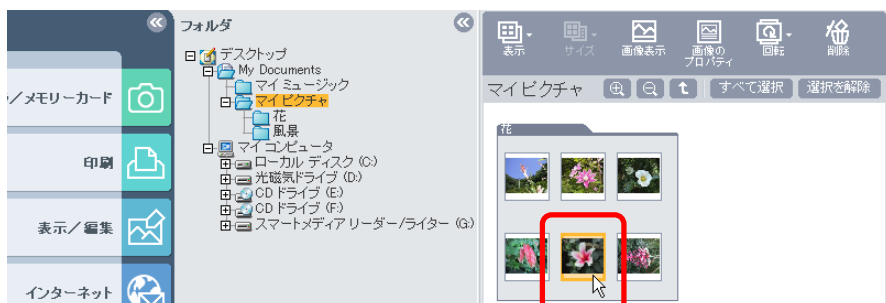 /メモリーカード
印刷
表示／編集
インターネット
フォルダ
デスクトップ
My Documents
マイ ミュージック
マイ ピクチャ
花
風景
マイ コンピュータ
ローカル ディスク (C:)
光磁気ドライブ (D:)
CD ドライブ (E:)
CD ドライブ (F:)
スマートメディア リーダー/ライター (G:)
表示
サイズ
画像表示
画像の
プロパティ
回転
削除
マイ ピクチャ
すべて選択
選択を解除
花